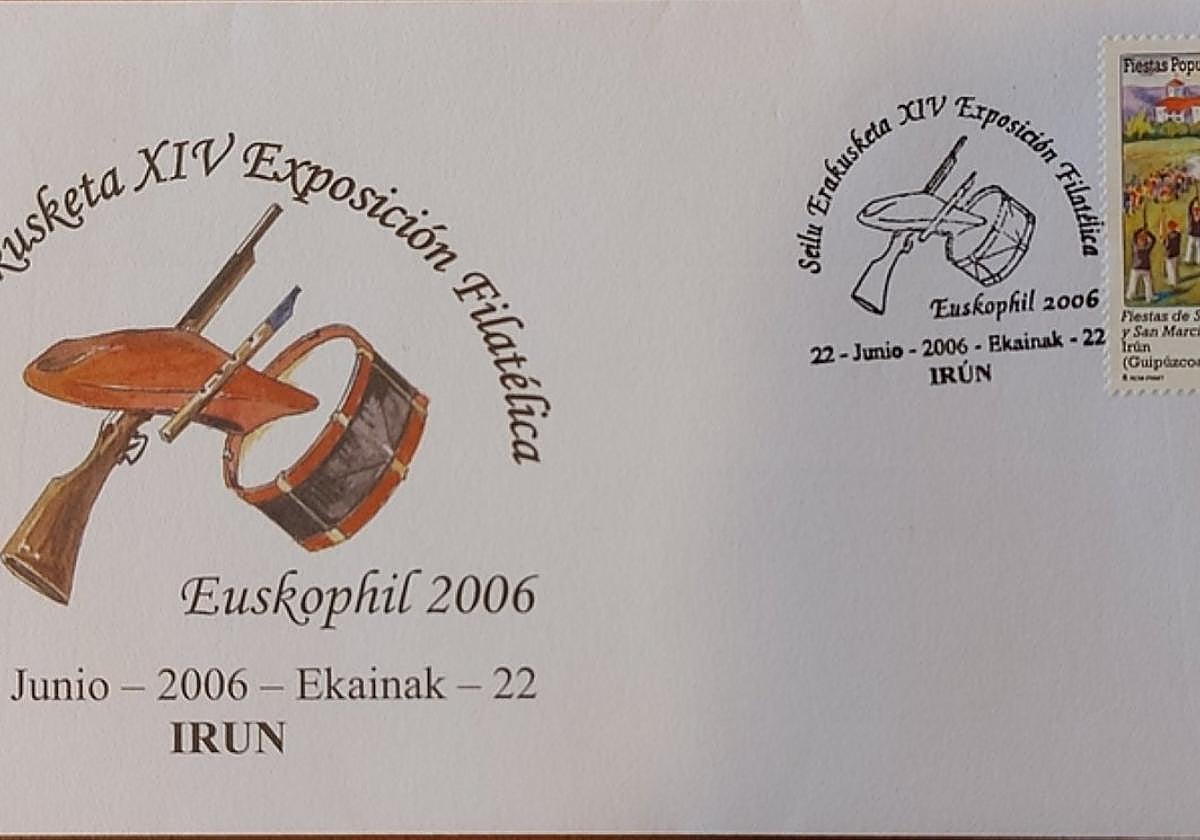 kusketa XIV Exposición Filatélica
Euskophil 2006
Junio – 2006 – Ekainak – 22
IRUN
Seilu Erakusketa XIV Exposición Filatélica
Euskophil 2006
22 - Junio - 2006 - Ekainak - 22
IRÚN
Fiestas Popu
Fiestas de S
y San Marci
Irún
(Guipúzcoa